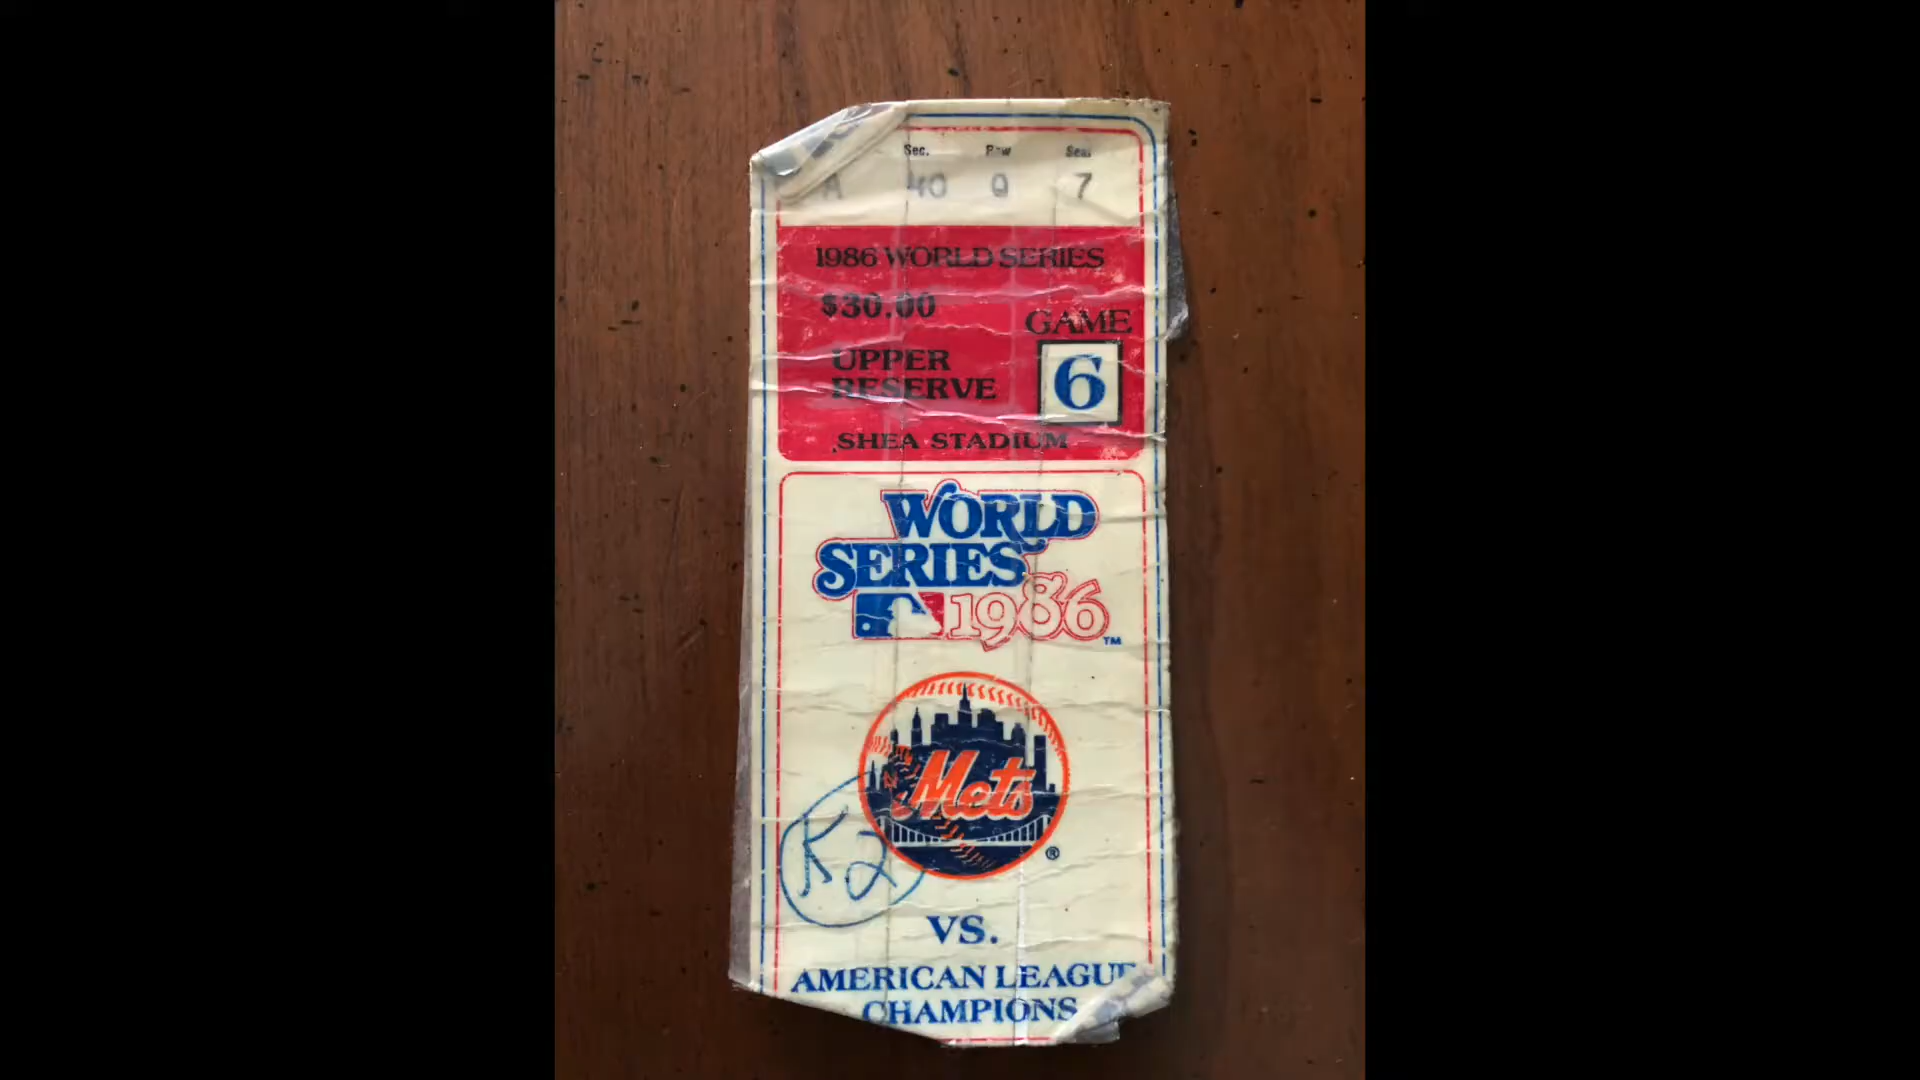 Sec. Row Seat
A 40 Q 7
1986 WORLD SERIES
$30.00
GAME
UPPER
RESERVE
6
SHEA STADIUM
WORLD
SERIES
1986
TM
Mets
®
K2
VS.
AMERICAN LEAGUE
CHAMPIONS